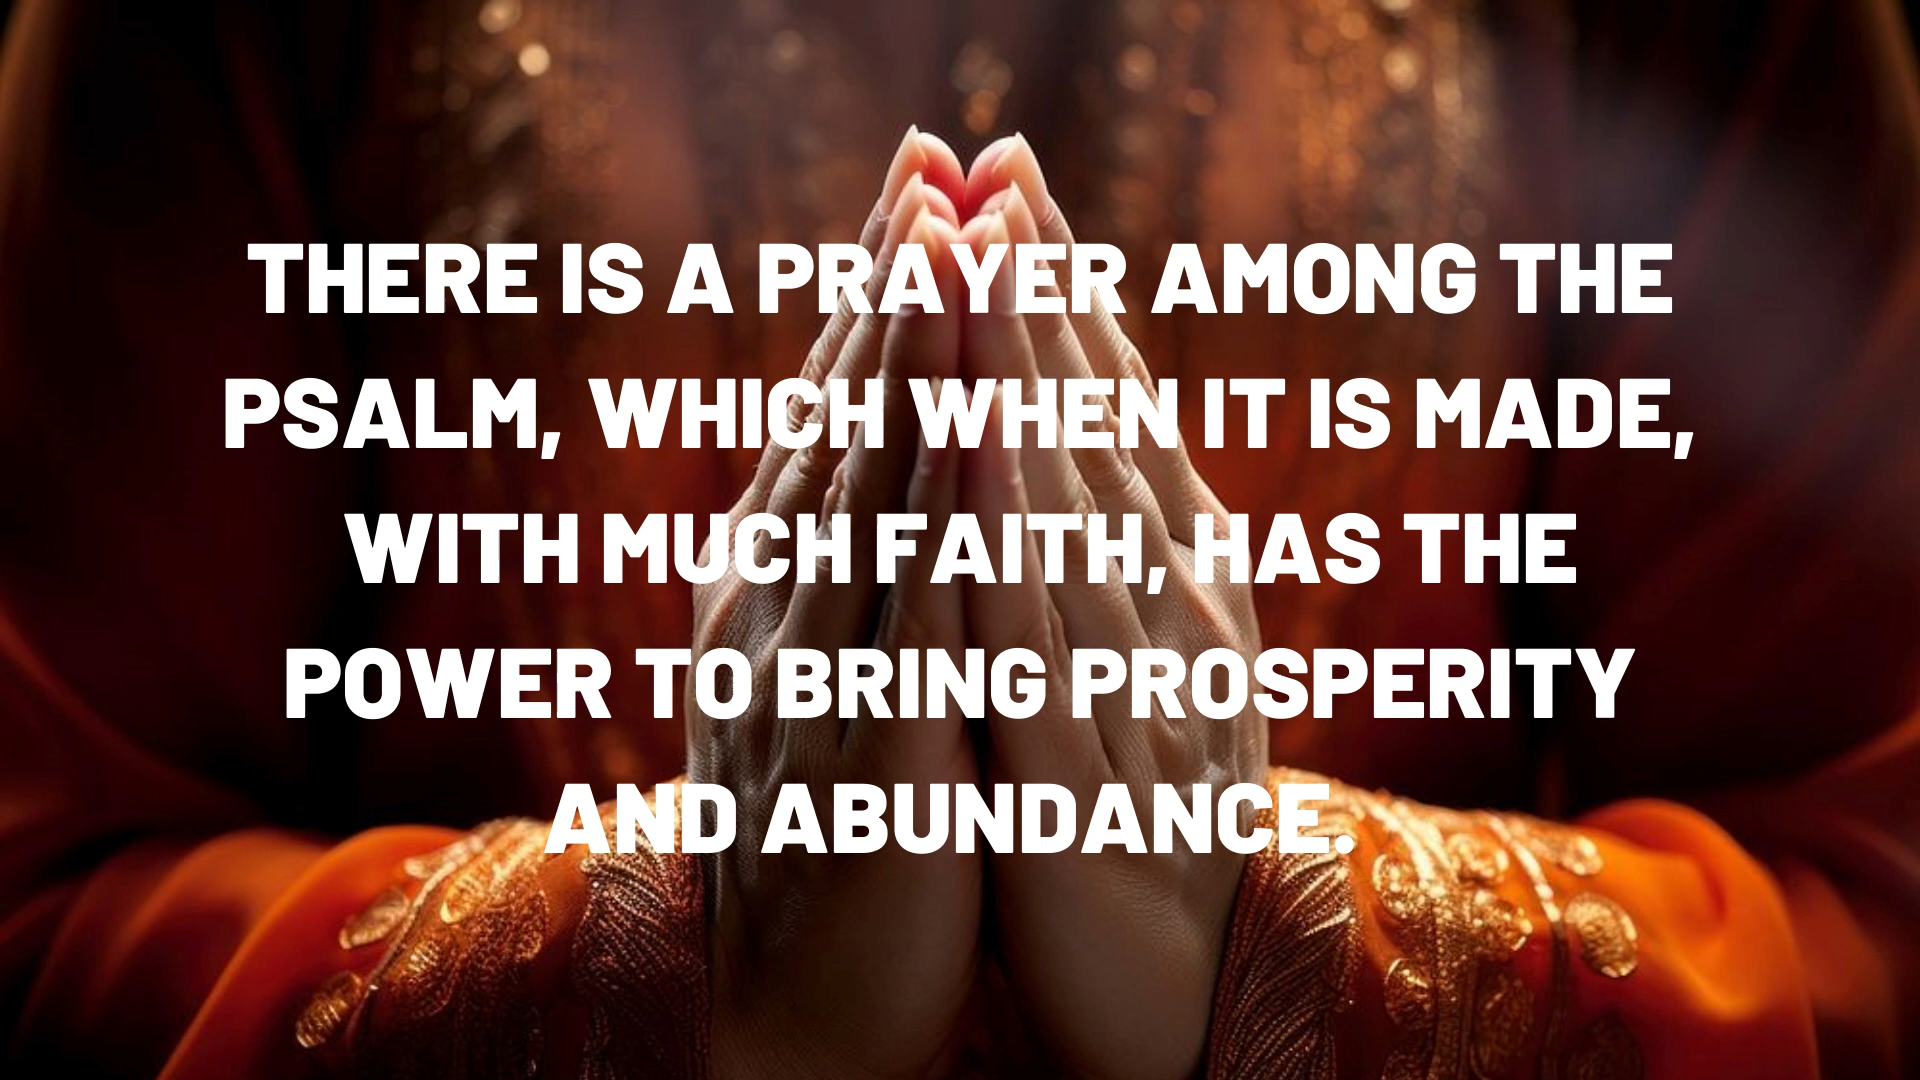 THERE IS A PRAYER AMONG THE
PSALM, WHICH WHEN IT IS MADE,
WITH MUCH FAITH, HAS THE
POWER TO BRING PROSPERITY
AND ABUNDANCE.